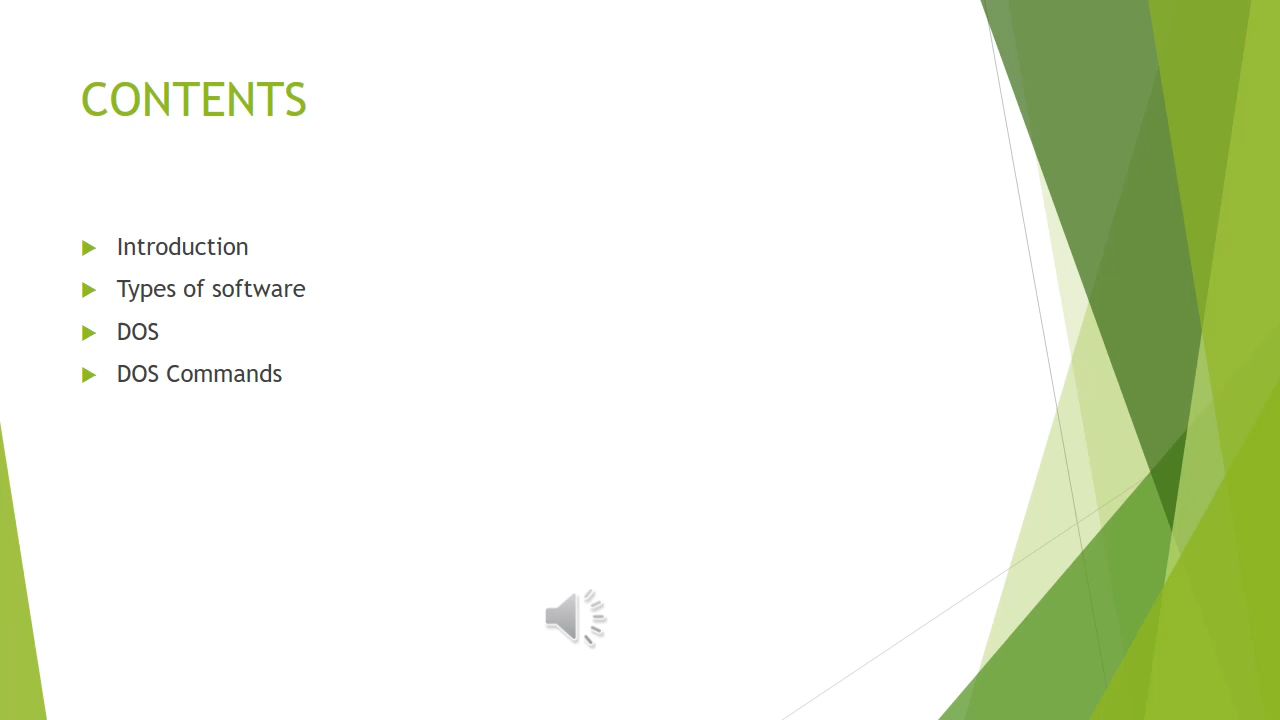 CONTENTS
Introduction
Types of software
DOS
DOS Commands